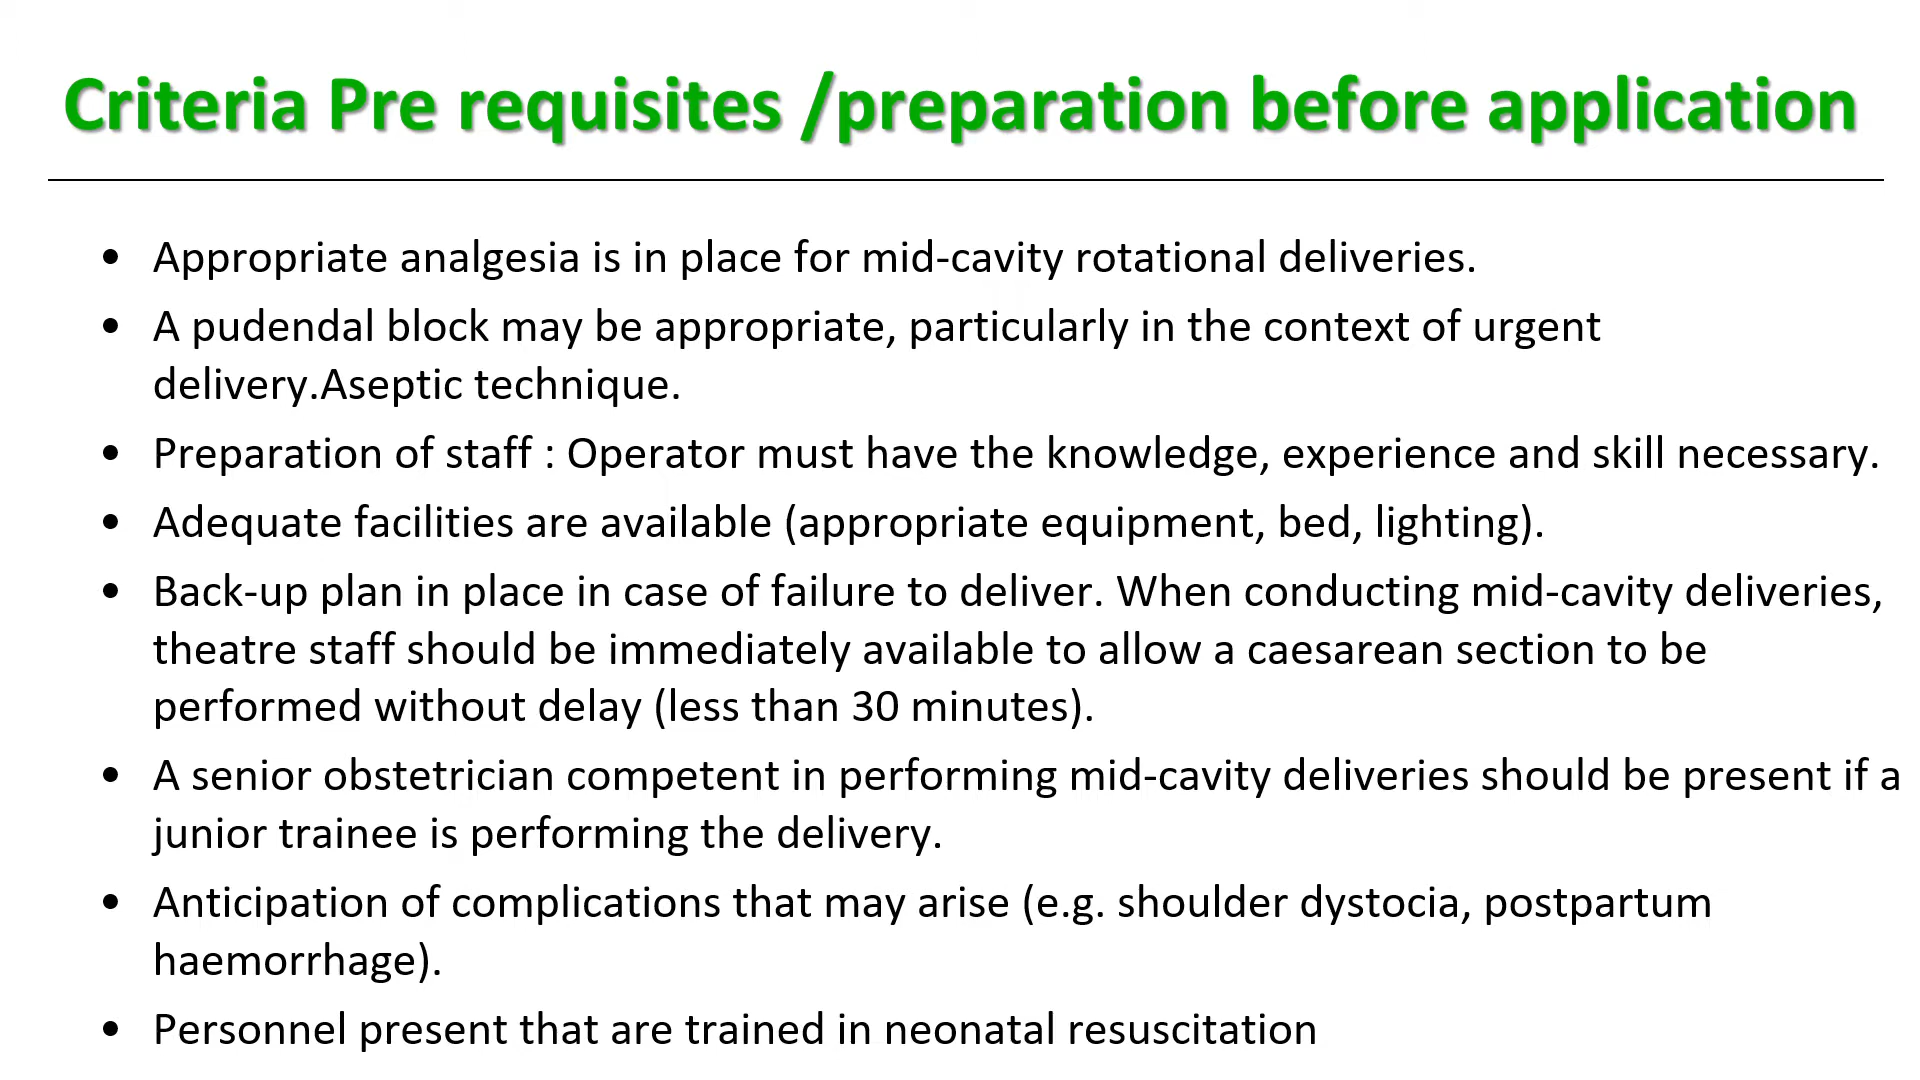 Criteria Pre requisites /preparation before application
• Appropriate analgesia is in place for mid-cavity rotational deliveries.
• A pudendal block may be appropriate, particularly in the context of urgent
delivery.Aseptic technique.
• Preparation of staff : Operator must have the knowledge, experience and skill necessary.
• Adequate facilities are available (appropriate equipment, bed, lighting).
• Back-up plan in place in case of failure to deliver. When conducting mid-cavity deliveries,
theatre staff should be immediately available to allow a caesarean section to be
performed without delay (less than 30 minutes).
• A senior obstetrician competent in performing mid-cavity deliveries should be present if a
junior trainee is performing the delivery.
• Anticipation of complications that may arise (e.g. shoulder dystocia, postpartum
haemorrhage).
• Personnel present that are trained in neonatal resuscitation